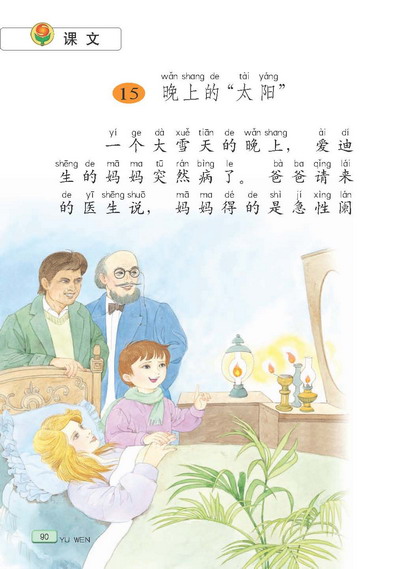 课文
wǎn shang de tài yáng
15 晚上的“太阳”
yí ge dà xuě tiān de wǎn shang ài dí
一个大雪天的晚上，爱迪
shēng de mā ma tū rán bìng le bà ba qǐng lái
生的妈妈突然病了。爸爸请来
de yī shēng shuō mā ma dé de shì jí xìng lán
的医生说，妈妈得的是急性阑
90 YU WEN